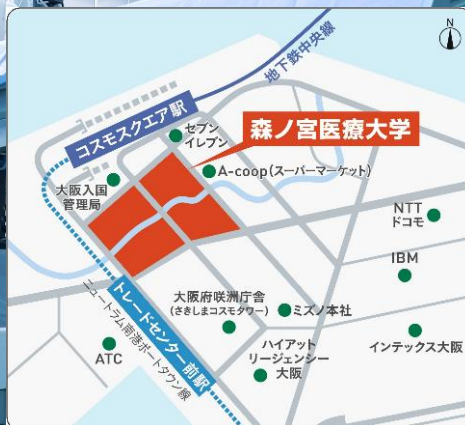 N
地下鉄中央線
コスモスクエア駅
セブン
イレブン
森ノ宮医療大学
A-coop(スーパーマーケット)
大阪入国
管理局
NTT
ドコモ
IBM
大阪府咲洲庁舎
(さきしまコスモタワー)
ミズノ本社
トレードセンター前駅
ニュートラム南港ポートタウン線
ハイアット
リージェンシー
大阪
インテックス大阪
ATC